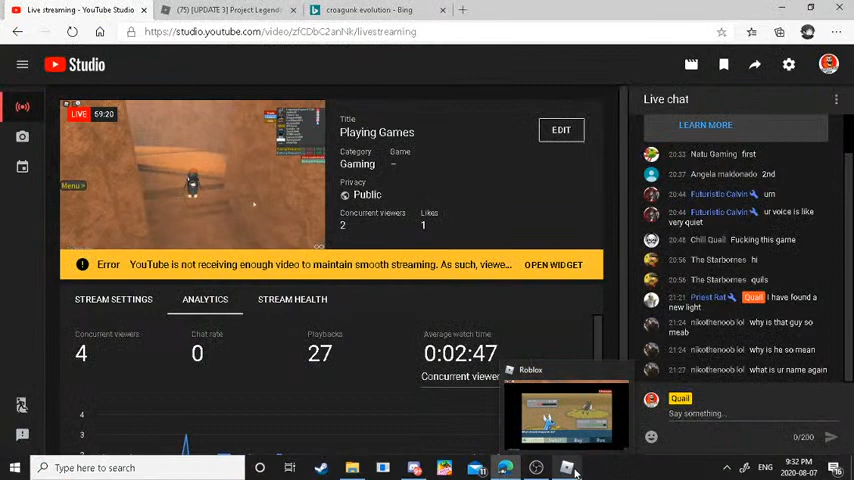 Live streaming - YouTube Studio
(75) [UPDATE 3] Project Legend
croagunk evolution - Bing
https://studio.youtube.com/video/zfCDbC2anNk/livestreaming
Studio
LIVE 59:20
Menu >
Title
Playing Games
EDIT
Category Game
Gaming –
Privacy
Public
Concurrent viewers Likes
2 1
Error YouTube is not receiving enough video to maintain smooth streaming. As such, viewe... OPEN WIDGET
STREAM SETTINGS ANALYTICS STREAM HEALTH
Concurrent viewers Chat rate Playbacks Average watch time
4 0 27 0:02:47
Concurrent viewer
4
3
2
Live chat
LEARN MORE
20:33 Natu Gaming first
20:37 Angela maldonado 2nd
20:44 Futuristic Calvin um
20:44 Futuristic Calvin ur voice is like
very quiet
20:48 Chill Quail Fucking this game
20:56 The Starbornes hi
20:56 The Starbornes quils
21:21 Priest Rat Quail I have found a
new light
21:24 nikothenoob lol why is that guy so
meab
21:24 nikothenoob lol why is he so mean
21:27 nikothenoob lol what is ur name again
Quail
Say something...
0/200
Roblox
Type here to search
11
ENG
9:32 PM
2020-08-07
16